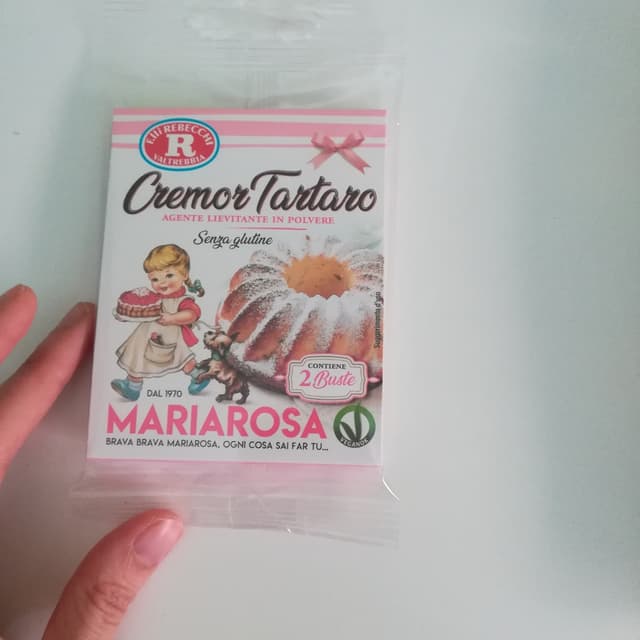 F.lli REBECCHI
R
VALTREBBIA
Cremor Tartaro
AGENTE LIEVITANTE IN POLVERE
Senza glutine
CONTIENE
2 Buste
DAL 1970
MARIAROSA
VEGANOK
BRAVA BRAVA MARIAROSA, OGNI COSA SAI FAR TU...